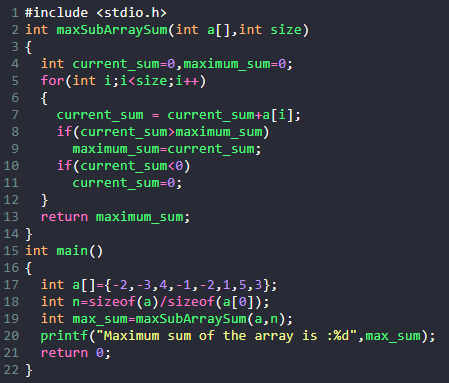 1 #include <stdio.h>
2 int maxSubArraySum(int a[],int size)
3 {
4 int current_sum=0,maximum_sum=0;
5 for(int i;i<size;i++)
6 {
7 current_sum = current_sum+a[i];
8 if(current_sum>maximum_sum)
9 maximum_sum=current_sum;
10 if(current_sum<0)
11 current_sum=0;
12 }
13 return maximum_sum;
14 }
15 int main()
16 {
17 int a[]={-2,-3,4,-1,-2,1,5,3};
18 int n=sizeof(a)/sizeof(a[0]);
19 int max_sum=maxSubArraySum(a,n);
20 printf("Maximum sum of the array is :%d",max_sum);
21 return 0;
22 }